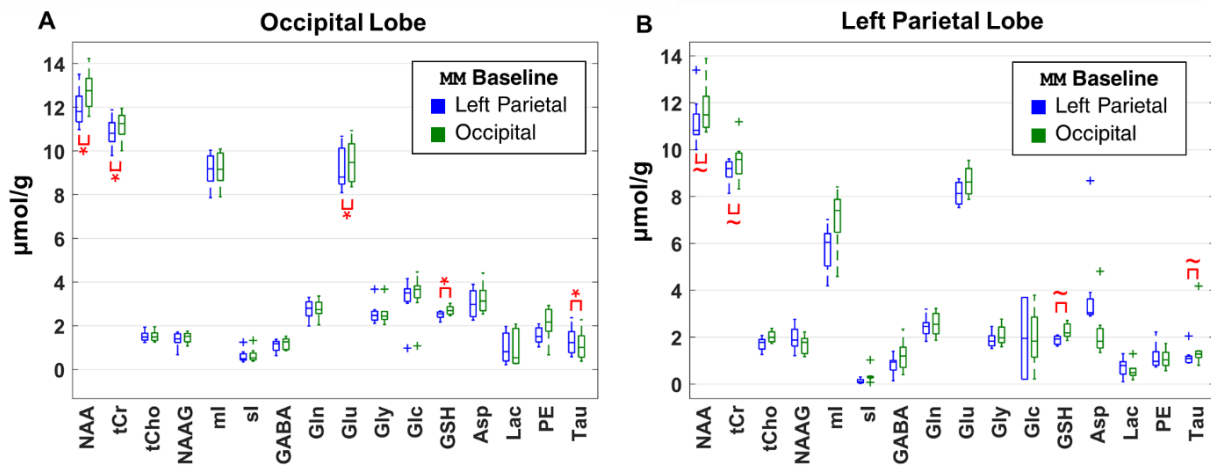 A
Occipital Lobe
μmol/g
14
12
10
8
6
4
2
0
MM Baseline
Left Parietal
Occipital
*
*
*
*
*
NAA
tCr
tCho
NAAG
mI
sI
GABA
Gln
Glu
Gly
Glc
GSH
Asp
Lac
PE
Tau
B
Left Parietal Lobe
μmol/g
14
12
10
8
6
4
2
0
MM Baseline
Left Parietal
Occipital
~
~
~
~
NAA
tCr
tCho
NAAG
mI
sI
GABA
Gln
Glu
Gly
Glc
GSH
Asp
Lac
PE
Tau